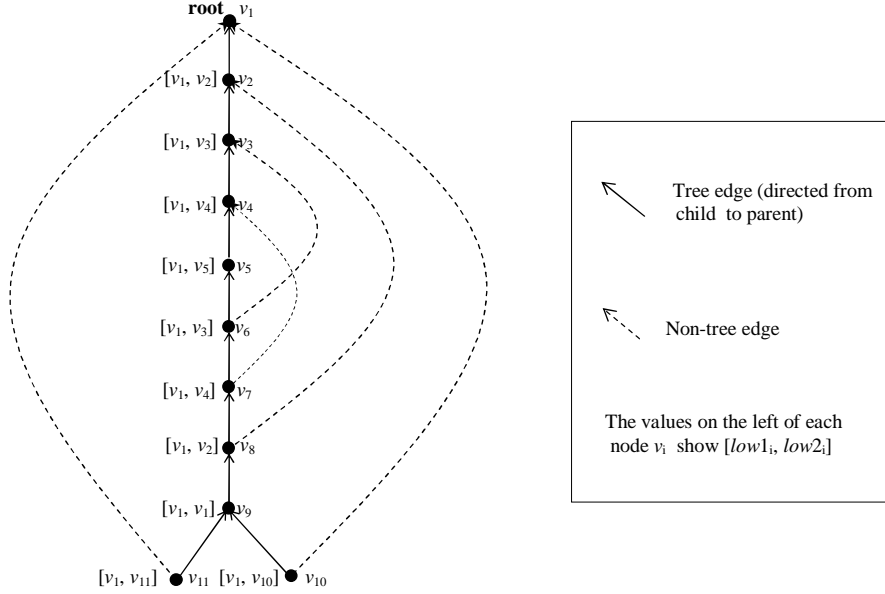 root v₁
[v₁, v₂] v₂
[v₁, v₃] v₃
[v₁, v₄] v₄
[v₁, v₅] v₅
[v₁, v₃] v₆
[v₁, v₄] v₇
[v₁, v₂] v₈
[v₁, v₁] v₉
[v₁, v₁₁] v₁₁ [v₁, v₁₀] v₁₀
Tree edge (directed from
child to parent)
Non-tree edge
The values on the left of each
node vᵢ show [low1ᵢ, low2ᵢ]